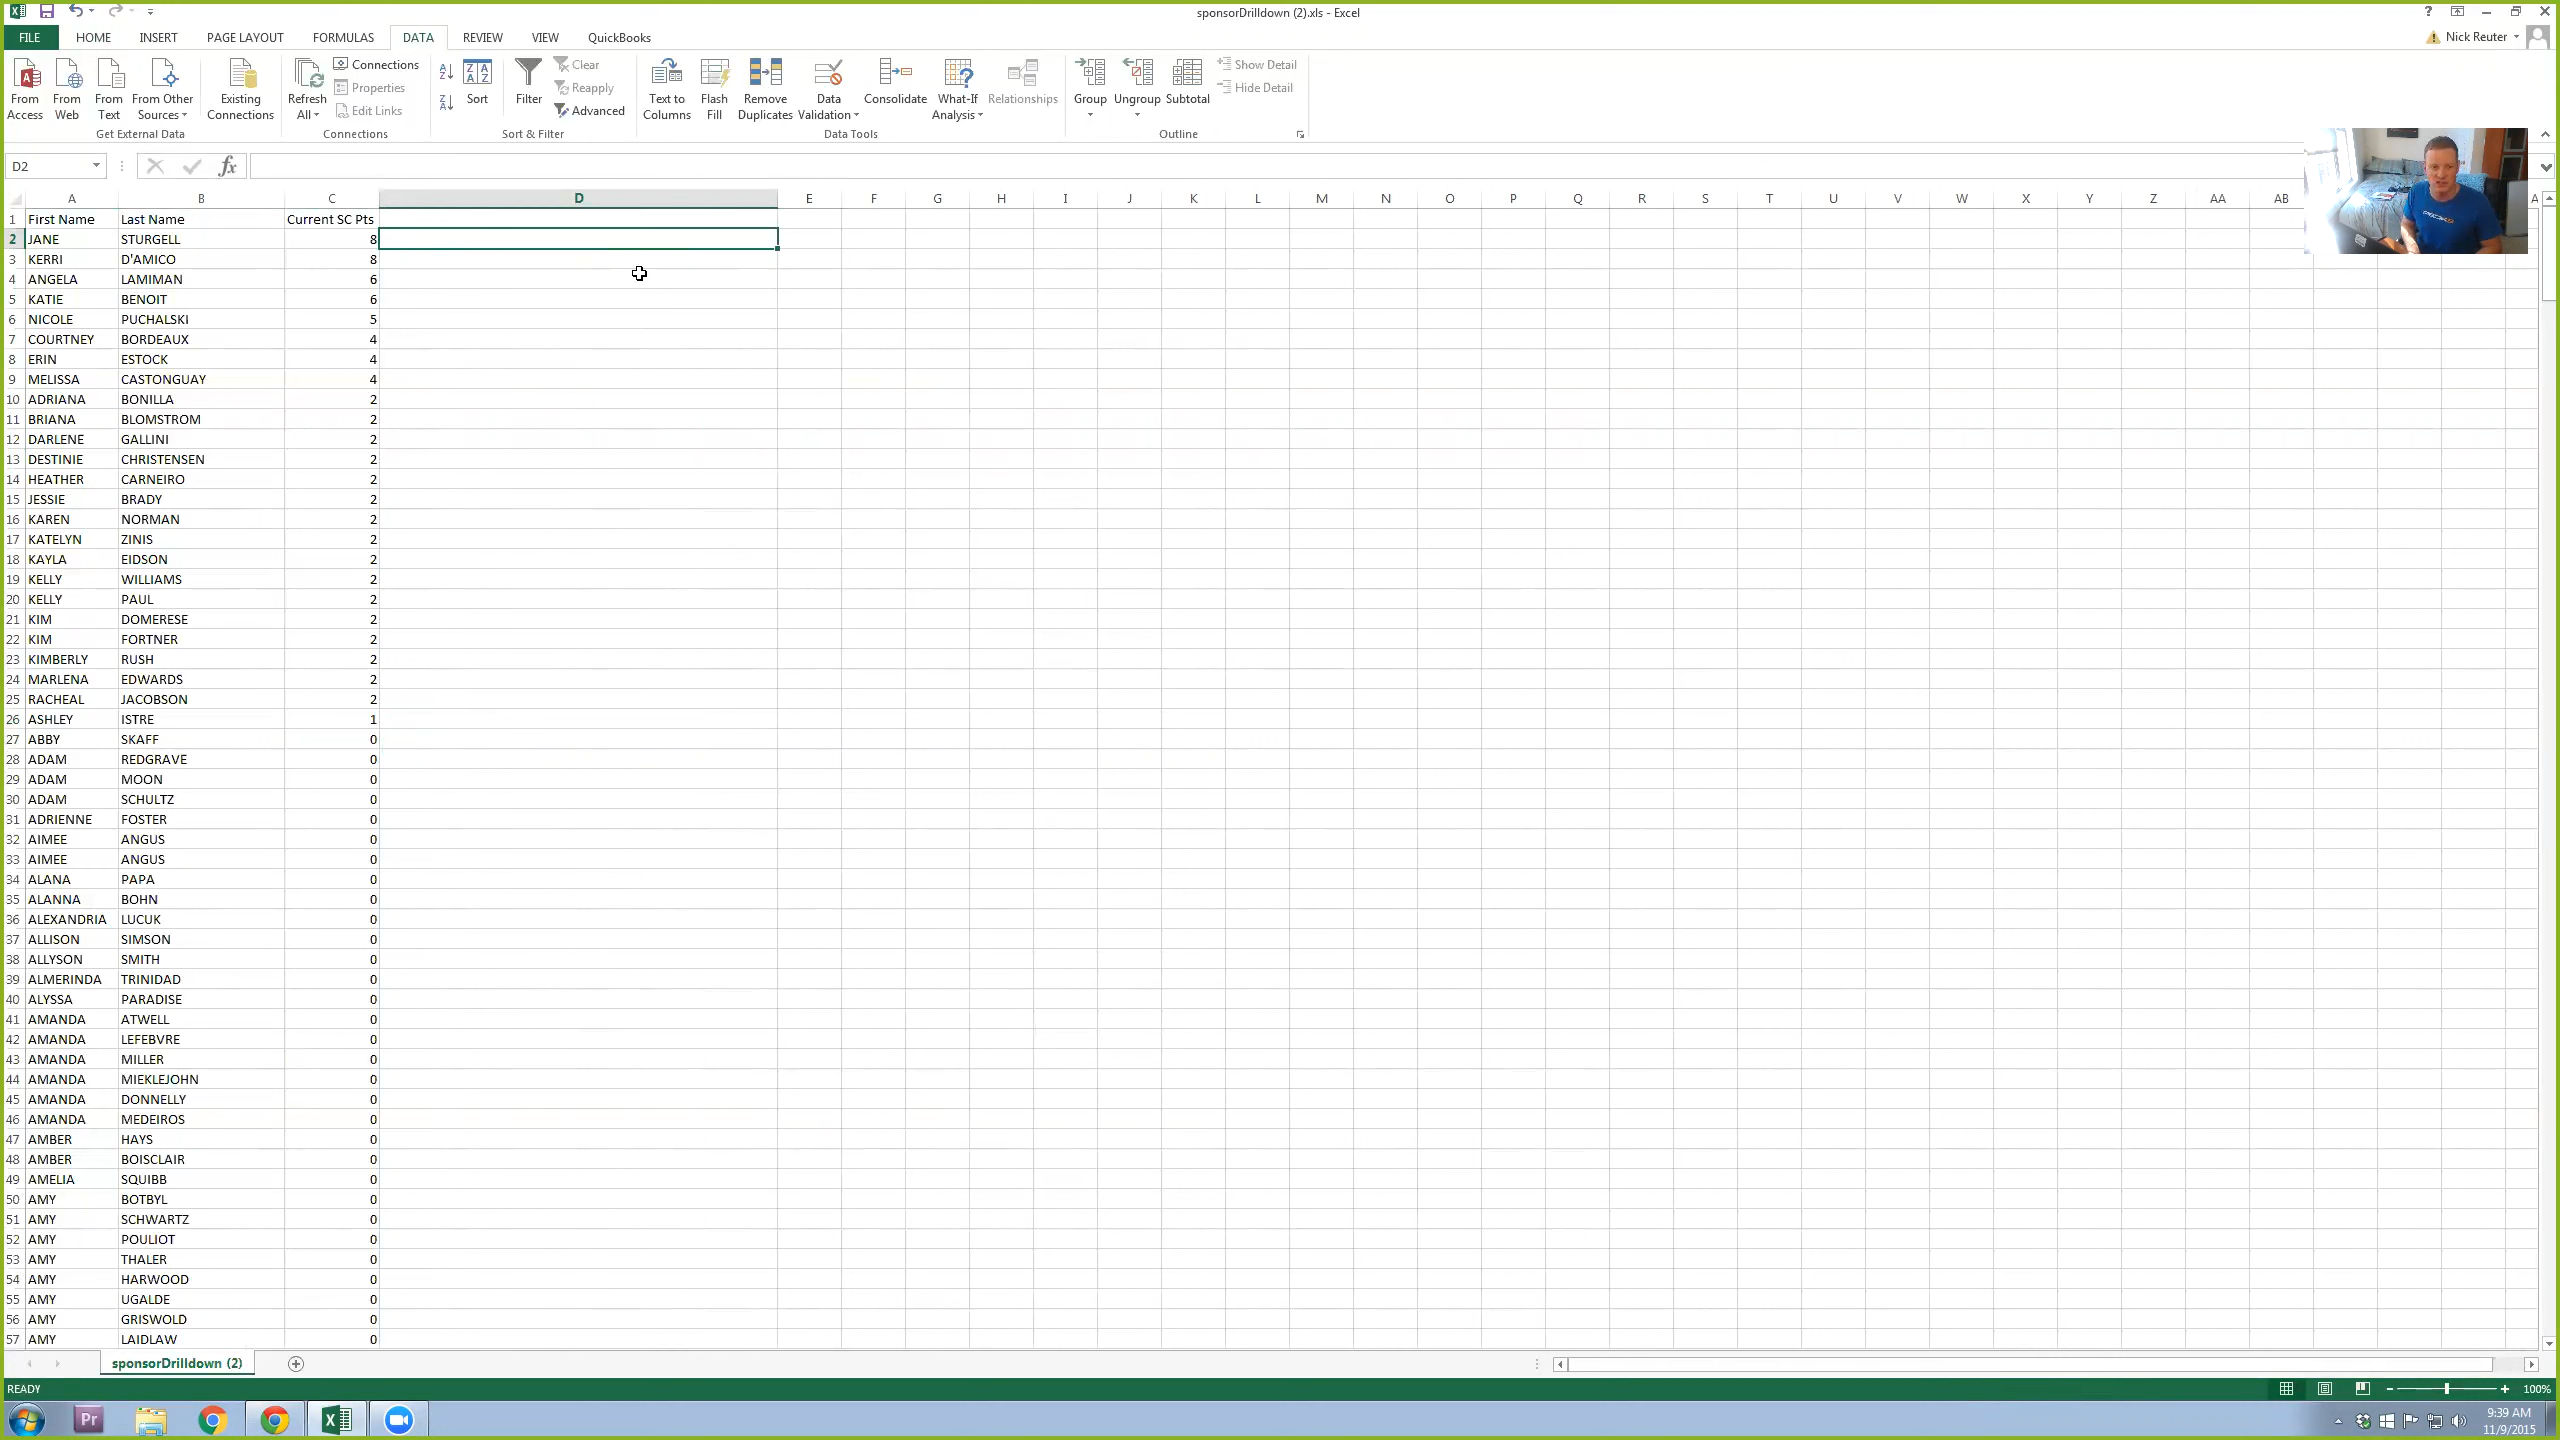 sponsorDrilldown (2).xls - Excel
FILE HOME INSERT PAGE LAYOUT FORMULAS DATA REVIEW VIEW QuickBooks Nick Reuter
From Access From Web From Text From Other Sources Existing Connections Refresh All Connections Properties Edit Links Sort Filter Clear Reapply Advanced Text to Columns Flash Fill Remove Duplicates Data Validation Consolidate What-If Analysis Relationships Group Ungroup Subtotal Show Detail Hide Detail
Get External Data Connections Sort & Filter Data Tools Outline
D2 fx
A B C D E F G H I J K L M N O P Q R S T U V W X Y Z AA AB A
1 First Name Last Name Current SC Pts
2 JANE STURGELL 8
3 KERRI D'AMICO 8
4 ANGELA LAMIMAN 6
5 KATIE BENOIT 6
6 NICOLE PUCHALSKI 5
7 COURTNEY BORDEAUX 4
8 ERIN ESTOCK 4
9 MELISSA CASTONGUAY 4
10 ADRIANA BONILLA 2
11 BRIANA BLOMSTROM 2
12 DARLENE GALLINI 2
13 DESTINIE CHRISTENSEN 2
14 HEATHER CARNEIRO 2
15 JESSIE BRADY 2
16 KAREN NORMAN 2
17 KATELYN ZINIS 2
18 KAYLA EIDSON 2
19 KELLY WILLIAMS 2
20 KELLY PAUL 2
21 KIM DOMERESE 2
22 KIM FORTNER 2
23 KIMBERLY RUSH 2
24 MARLENA EDWARDS 2
25 RACHEAL JACOBSON 2
26 ASHLEY ISTRE 1
27 ABBY SKAFF 0
28 ADAM REDGRAVE 0
29 ADAM MOON 0
30 ADAM SCHULTZ 0
31 ADRIENNE FOSTER 0
32 AIMEE ANGUS 0
33 AIMEE ANGUS 0
34 ALANA PAPA 0
35 ALANNA BOHN 0
36 ALEXANDRIA LUCUK 0
37 ALLISON SIMSON 0
38 ALLYSON SMITH 0
39 ALMERINDA TRINIDAD 0
40 ALYSSA PARADISE 0
41 AMANDA ATWELL 0
42 AMANDA LEFEBVRE 0
43 AMANDA MILLER 0
44 AMANDA MIEKLEJOHN 0
45 AMANDA DONNELLY 0
46 AMANDA MEDEIROS 0
47 AMBER HAYS 0
48 AMBER BOISCLAIR 0
49 AMELIA SQUIBB 0
50 AMY BOTBYL 0
51 AMY SCHWARTZ 0
52 AMY POULIOT 0
53 AMY THALER 0
54 AMY HARWOOD 0
55 AMY UGALDE 0
56 AMY GRISWOLD 0
57 AMY LAIDLAW 0
sponsorDrilldown (2)
READY 100%
Pr 9:39 AM
11/9/2015